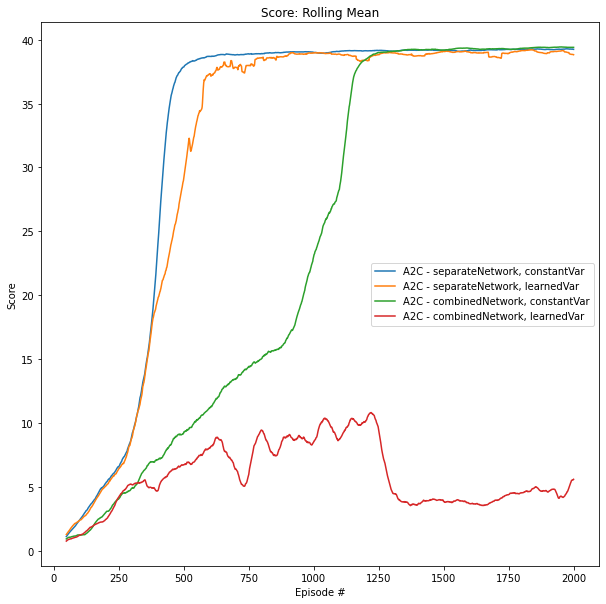 Score: Rolling Mean
40
35
30
25
20
15
10
5
0
Score
A2C - separateNetwork, constantVar
A2C - separateNetwork, learnedVar
A2C - combinedNetwork, constantVar
A2C - combinedNetwork, learnedVar
0 250 500 750 1000 1250 1500 1750 2000
Episode #